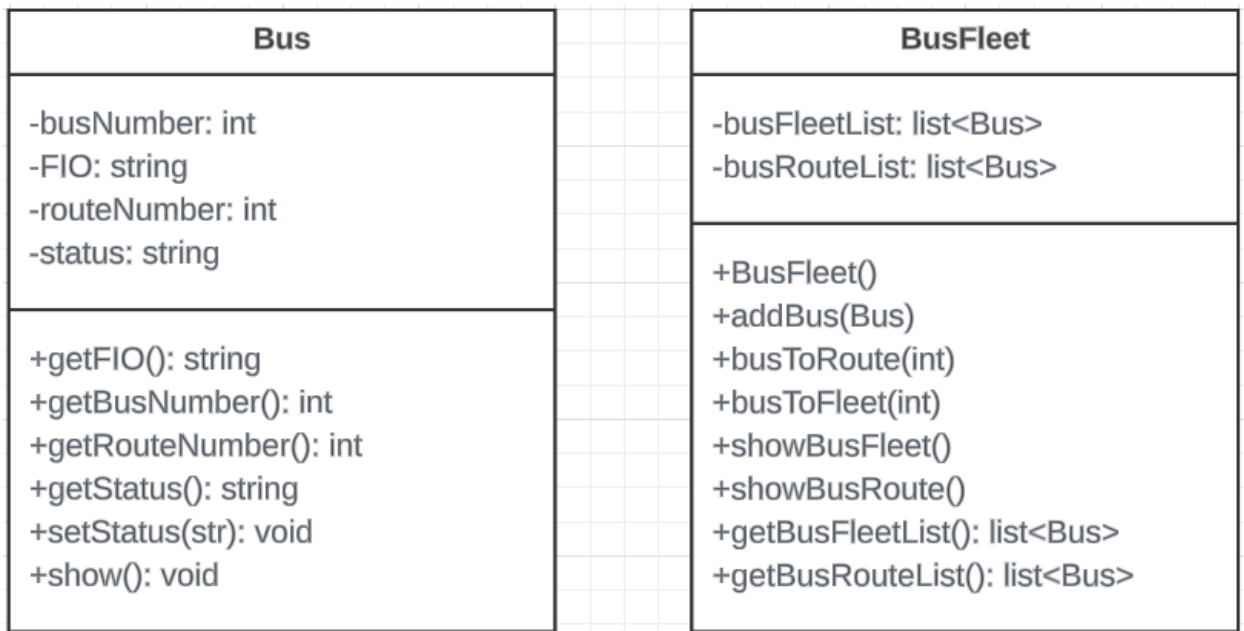 Bus
-busNumber: int
-FIO: string
-routeNumber: int
-status: string
+getFIO(): string
+getBusNumber(): int
+getRouteNumber(): int
+getStatus(): string
+setStatus(str): void
+show(): void
BusFleet
-busFleetList: list<Bus>
-busRouteList: list<Bus>
+BusFleet()
+addBus(Bus)
+busToRoute(int)
+busToFleet(int)
+showBusFleet()
+showBusRoute()
+getBusFleetList(): list<Bus>
+getBusRouteList(): list<Bus>